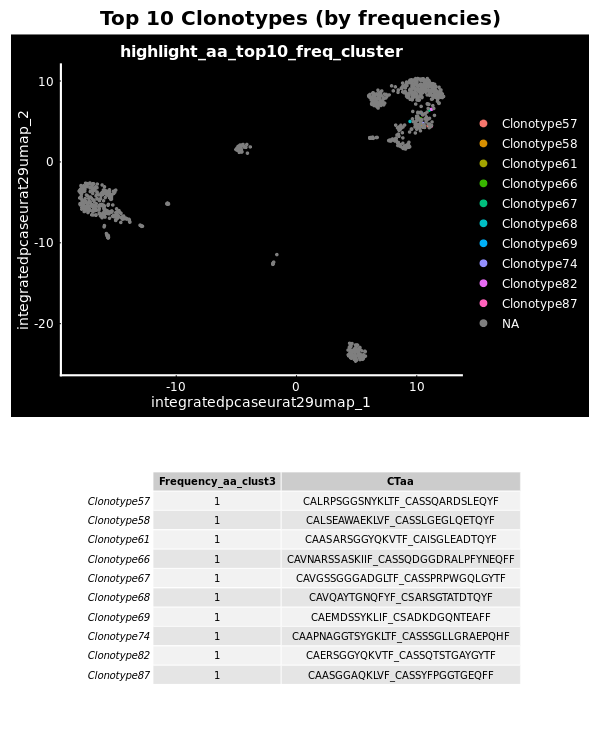 Top 10 Clonotypes (by frequencies)
highlight_aa_top10_freq_cluster
integratedpcaseurat29umap_2
10
0
-10
-20
-10
0
10
integratedpcaseurat29umap_1
Clonotype57
Clonotype58
Clonotype61
Clonotype66
Clonotype67
Clonotype68
Clonotype69
Clonotype74
Clonotype82
Clonotype87
NA
Frequency_aa_clust3 CTaa
Clonotype57 1 CALRPSGGSNYKLTF_CASSQARDSLEQYF
Clonotype58 1 CALSEAWAEKLVF_CASSLGEGLQETQYF
Clonotype61 1 CAASARSGGYQKVTF_CAISGLEADTQYF
Clonotype66 1 CAVNARSSASKIIF_CASSQDGGDRALPFYNEQFF
Clonotype67 1 CAVGSSGGGADGLTF_CASSPRPWGQLGYTF
Clonotype68 1 CAVQAYTGNQFYF_CSARSGTATDTQYF
Clonotype69 1 CAEMDSSYKLIF_CSADKDGQNTEAFF
Clonotype74 1 CAAPNAGGTSYGKLTF_CASSSGLLGRAEPQHF
Clonotype82 1 CAERSGGYQKVTF_CASSQTSTGAYGYTF
Clonotype87 1 CAASGGAQKLVF_CASSYFPGGTGEQFF